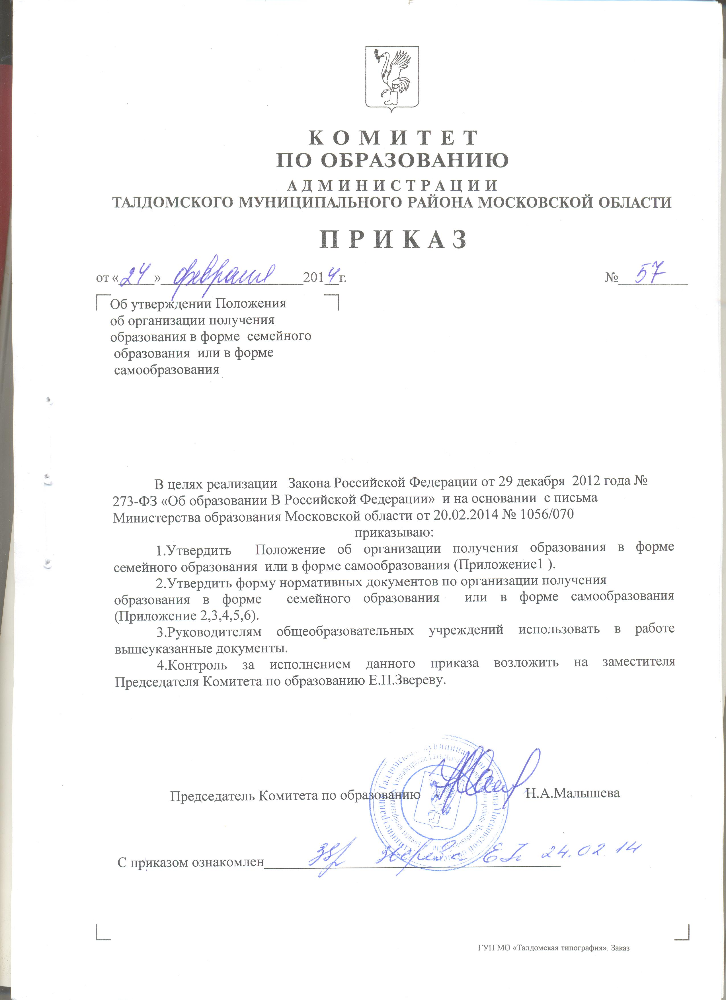 К О М И Т Е Т
ПО ОБРАЗОВАНИЮ
А Д М И Н И С Т Р А Ц И И
ТАЛДОМСКОГО МУНИЦИПАЛЬНОГО РАЙОНА МОСКОВСКОЙ ОБЛАСТИ
П Р И К А З
от «24» февраля 2014 г. № 57
Об утверждении Положения
об организации получения
образования в форме семейного
образования или в форме
самообразования
В целях реализации Закона Российской Федерации от 29 декабря 2012 года №
273-ФЗ «Об образовании В Российской Федерации» и на основании с письма
Министерства образования Московской области от 20.02.2014 № 1056/070
приказываю:
1.Утвердить Положение об организации получения образования в форме
семейного образования или в форме самообразования (Приложение1 ).
2.Утвердить форму нормативных документов по организации получения
образования в форме семейного образования или в форме самообразования
(Приложение 2,3,4,5,6).
3.Руководителям общеобразовательных учреждений использовать в работе
вышеуказанные документы.
4.Контроль за исполнением данного приказа возложить на заместителя
Председателя Комитета по образованию Е.П.Звереву.
Председатель Комитета по образованию Н.А.Малышева
С приказом ознакомлен Зверева 24.02.14
ГУП МО «Талдомская типография». Заказ